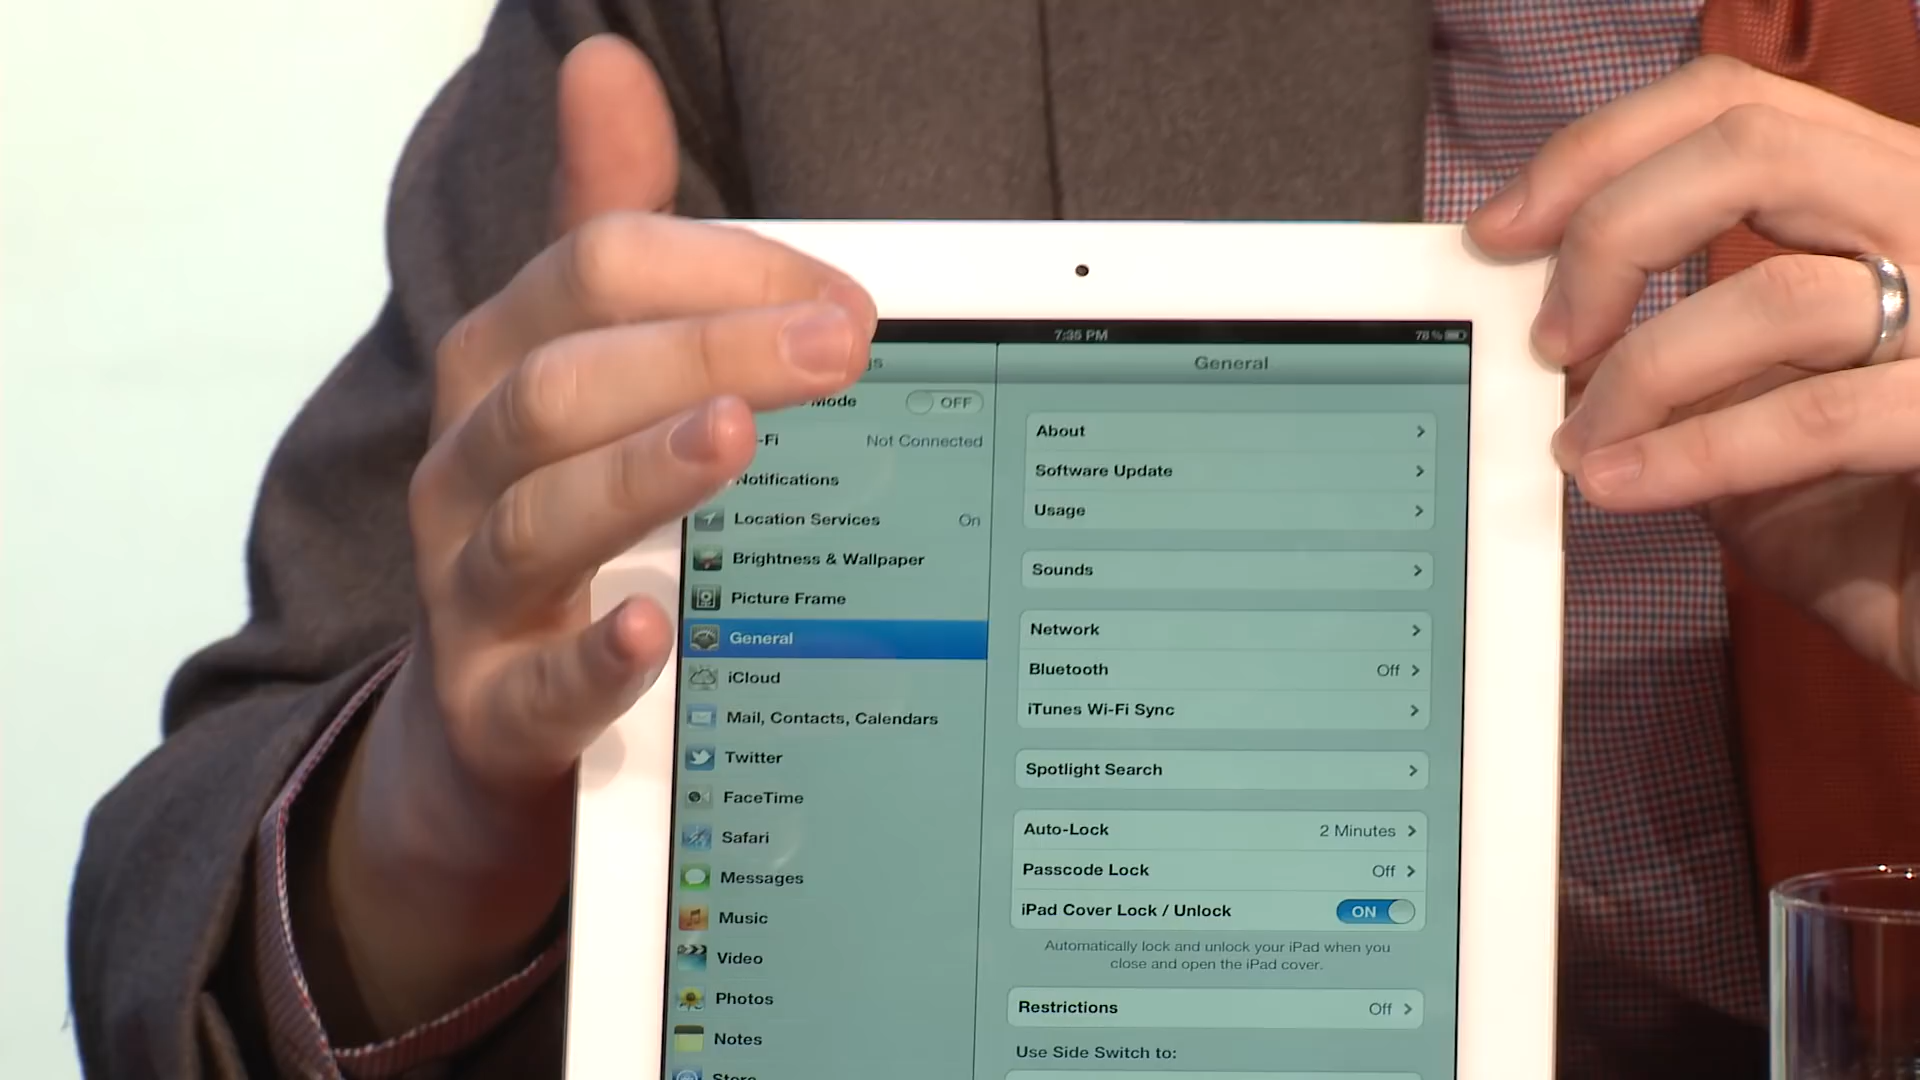 7:35 PM
78 %
General
Mode
OFF
-Fi
Not Connected
Notifications
Location Services
On
Brightness & Wallpaper
Picture Frame
General
iCloud
Mail, Contacts, Calendars
Twitter
FaceTime
Safari
Messages
Music
Video
Photos
Notes
Store
About
Software Update
Usage
Sounds
Network
Bluetooth
Off
iTunes Wi-Fi Sync
Spotlight Search
Auto-Lock
2 Minutes
Passcode Lock
Off
iPad Cover Lock / Unlock
ON
Automatically lock and unlock your iPad when you
close and open the iPad cover.
Restrictions
Off
Use Side Switch to: